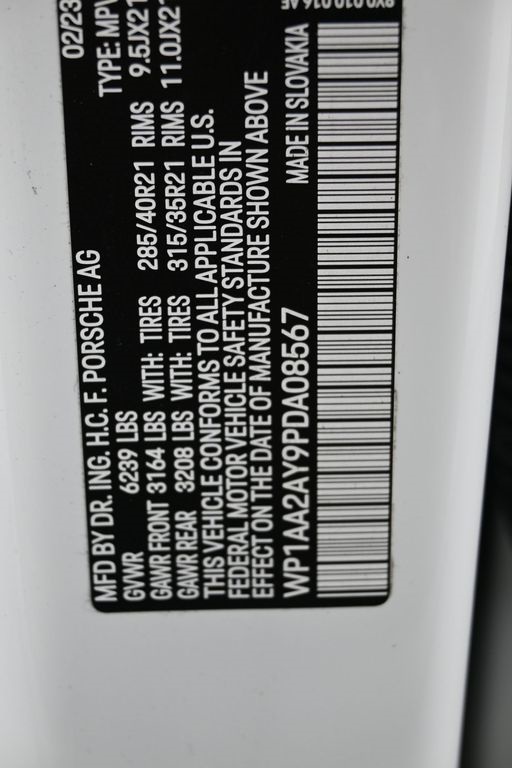 MFD BY DR. ING. H.C. F. PORSCHE AG 02/23
GVWR 6239 LBS TYPE: MPV
GAWR FRONT 3164 LBS WITH: TIRES 285/40R21 RIMS 9.5JX21
GAWR REAR 3208 LBS WITH: TIRES 315/35R21 RIMS 11.0JX21
THIS VEHICLE CONFORMS TO ALL APPLICABLE U.S.
FEDERAL MOTOR VEHICLE SAFETY STANDARDS IN
EFFECT ON THE DATE OF MANUFACTURE SHOWN ABOVE
WP1AA2AY9PDA08567 MADE IN SLOVAKIA